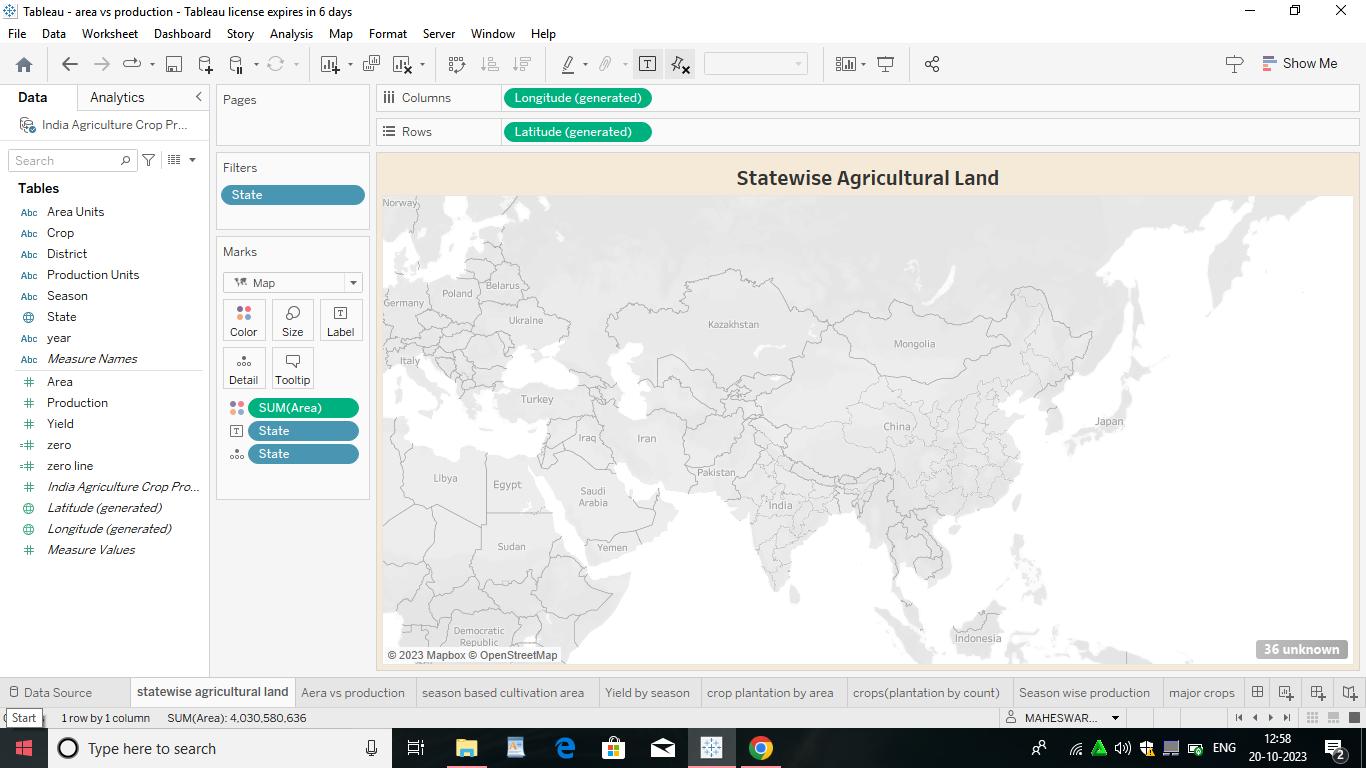 Tableau - area vs production - Tableau license expires in 6 days
File Data Worksheet Dashboard Story Analysis Map Format Server Window Help
Show Me
Data Analytics
India Agriculture Crop Pr...
Search
Tables
Abc Area Units
Abc Crop
Abc District
Abc Production Units
Abc Season
State
Abc year
Abc Measure Names
Area
Production
Yield
zero
zero line
India Agriculture Crop Pro...
Latitude (generated)
Longitude (generated)
Measure Values
Pages
Filters
State
Marks
Map
Color Size Label
Detail Tooltip
SUM(Area)
State
State
Columns Longitude (generated)
Rows Latitude (generated)
Statewise Agricultural Land
Norway
Poland
Belarus
Germany
Ukraine
Kazakhstan
Mongolia
Italy
Turkey
Japan
China
Iraq
Iran
Pakistan
Libya
Egypt
Saudi
Arabia
India
Sudan
Yemen
Democratic
Republic
Indonesia
© 2023 Mapbox © OpenStreetMap
36 unknown
Data Source statewise agricultural land Aera vs production season based cultivation area Yield by season crop plantation by area crops(plantation by count) Season wise production major crops
Start 1 row by 1 column SUM(Area): 4,030,580,636 MAHESWAR...
Type here to search
ENG
12:58
20-10-2023
2